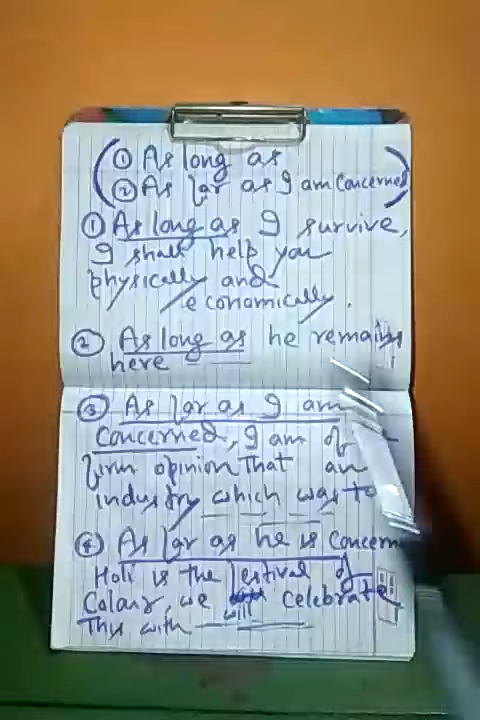 ① As long as
② As far as I am Concerned
① As long as I survive,
I shall help you
physically and
economically.
② As long as he remains
here
③ As far as I am
Concerned, I am of
firm opinion That an
industry which was to
④ As far as he is Concern
Holi is The festival of
Colour, we will Celebrate
This with